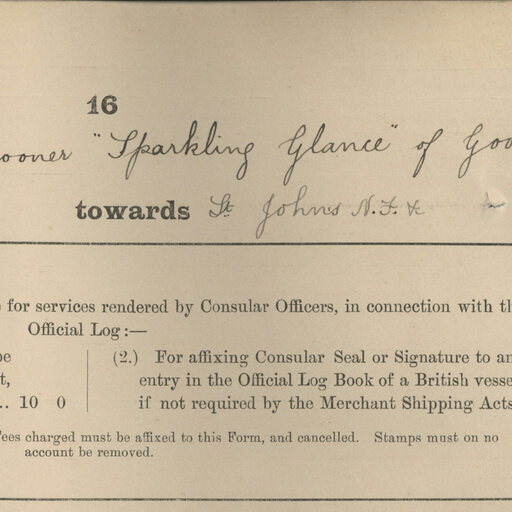 16
ooner "Sparkling Glance" of Goo
towards St Johns N.F. &
for services rendered by Consular Officers, in connection with th
Official Log:—
be (2.) For affixing Consular Seal or Signature to an
t, entry in the Official Log Book of a British vesse
.. 10 0 if not required by the Merchant Shipping Acts
Fees charged must be affixed to this Form, and cancelled. Stamps must on no
account be removed.